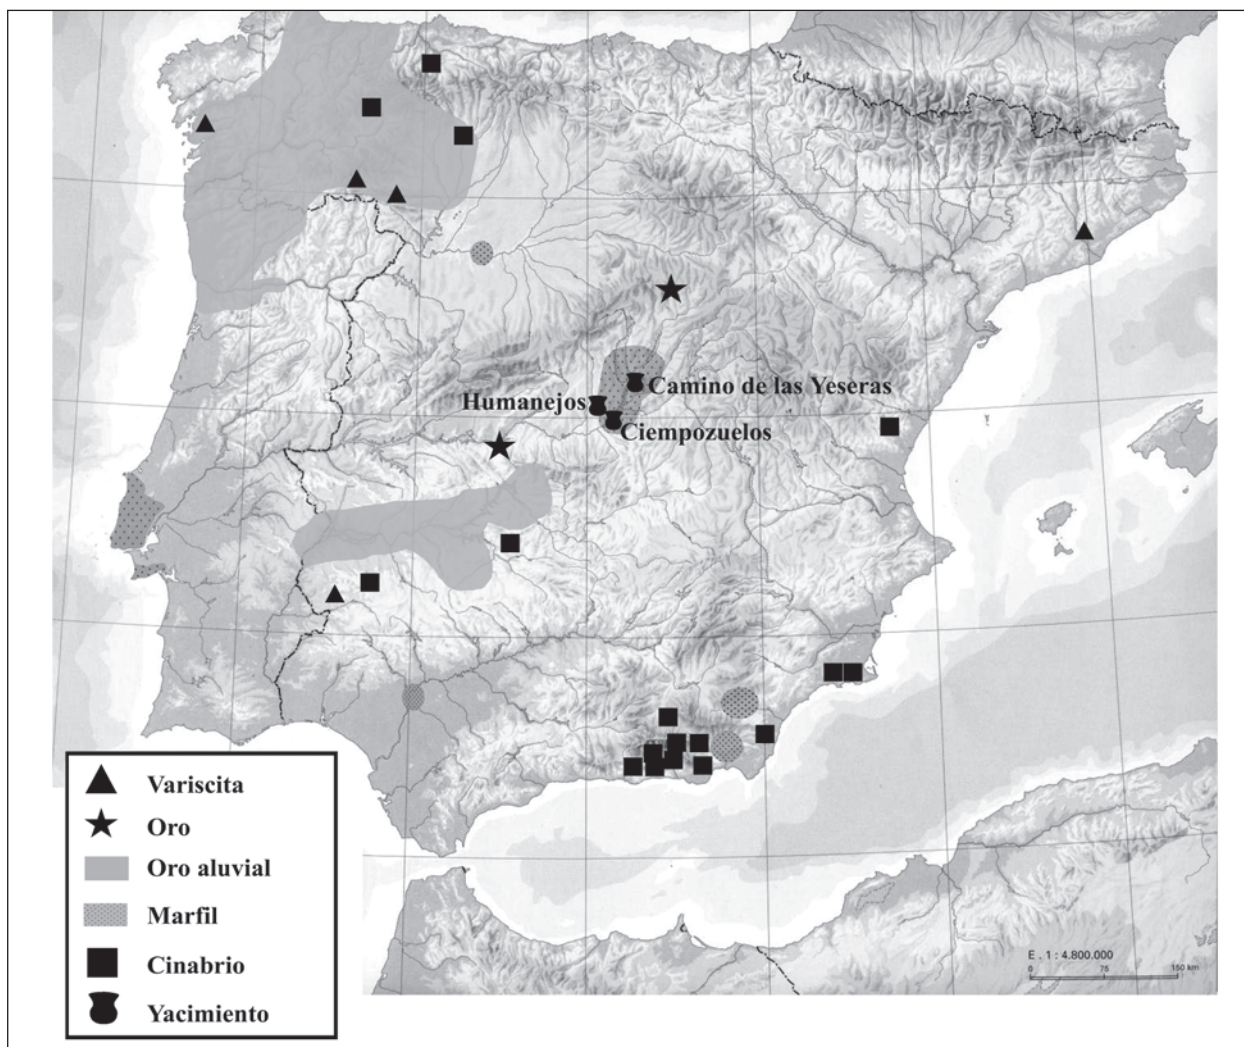 Camino de las Yeseras
Humanejos
Ciempozuelos
Variscita
Oro
Oro aluvial
Marfil
Cinabrio
Yacimiento
E . 1 : 4.800.000
0 75 150 km